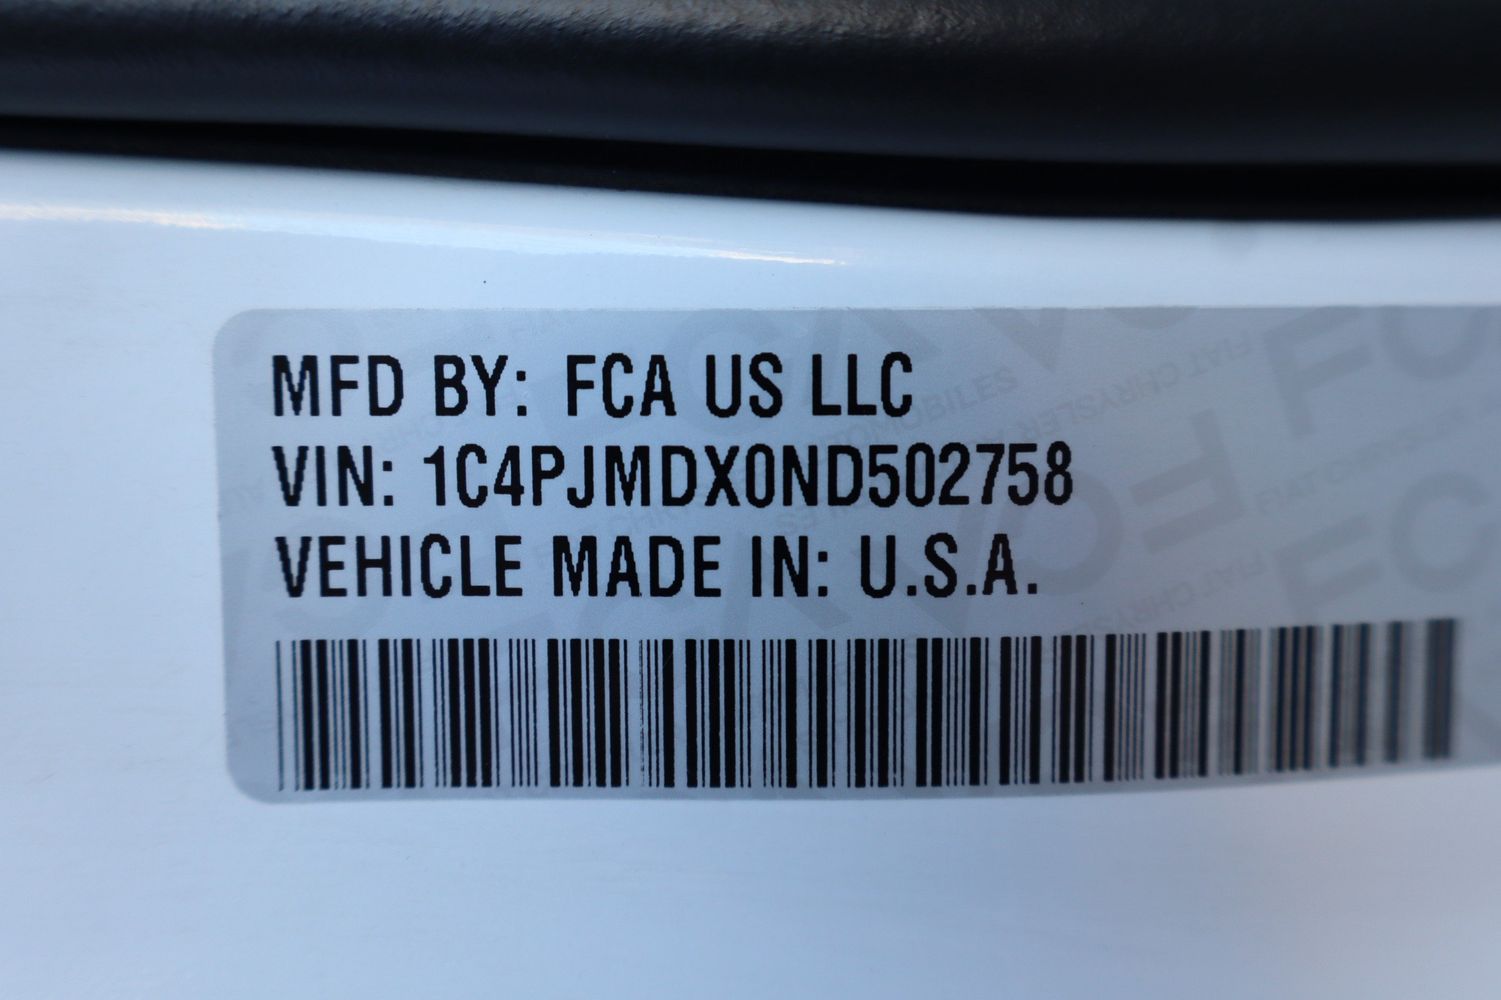 MFD BY: FCA US LLC
VIN: 1C4PJMDX0ND502758
VEHICLE MADE IN: U.S.A.